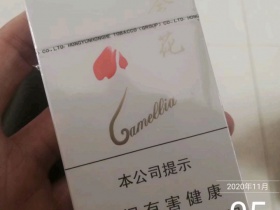 花
CO., LTD. HONGYUNHONGHE TOBACCO (GROUP) CO., LTD.
Camellia
本公司提示
有害健康
2020年11月